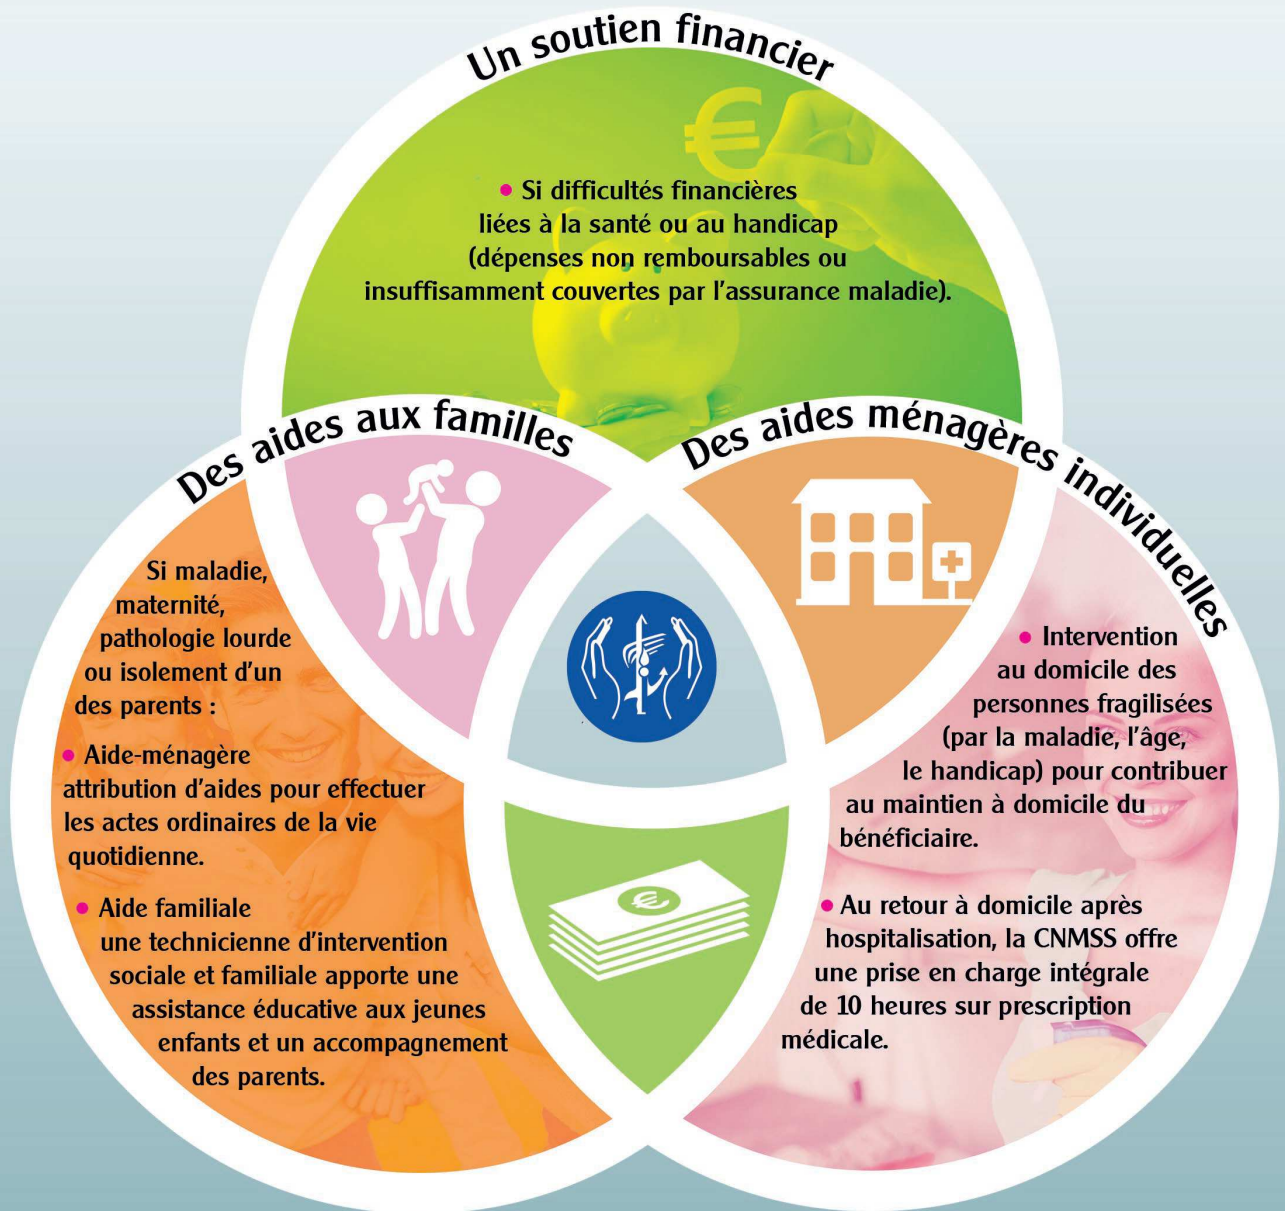 Un soutien financier
• Si difficultés financières
liées à la santé ou au handicap
(dépenses non remboursables ou
insuffisamment couvertes par l'assurance maladie).
Des aides aux familles
Si maladie,
maternité,
pathologie lourde
ou isolement d'un
des parents :
• Aide-ménagère
attribution d'aides pour effectuer
les actes ordinaires de la vie
quotidienne.
• Aide familiale
une technicienne d'intervention
sociale et familiale apporte une
assistance éducative aux jeunes
enfants et un accompagnement
des parents.
Des aides ménagères individuelles
• Intervention
au domicile des
personnes fragilisées
(par la maladie, l'âge,
le handicap) pour contribuer
au maintien à domicile du
bénéficiaire.
• Au retour à domicile après
hospitalisation, la CNMSS offre
une prise en charge intégrale
de 10 heures sur prescription
médicale.